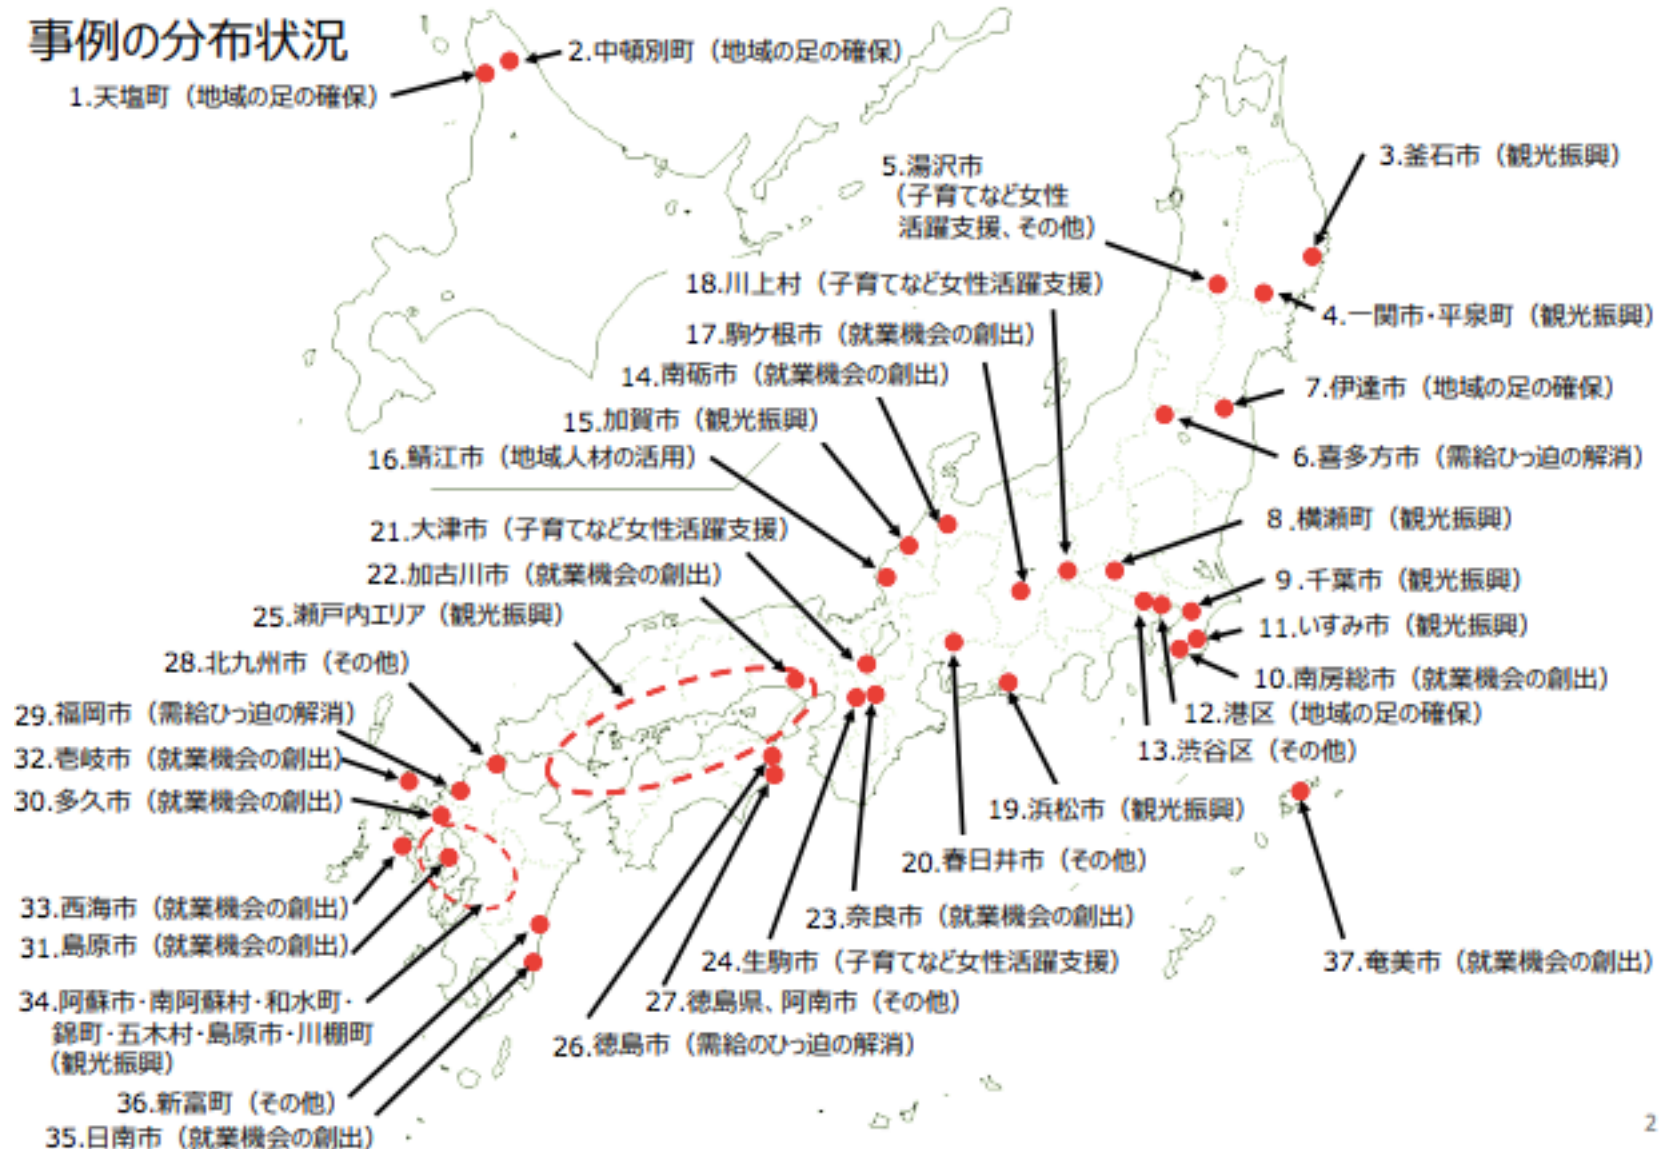 事例の分布状況
1.天塩町（地域の足の確保）
2.中頓別町（地域の足の確保）
3.釜石市（観光振興）
4.一関市・平泉町（観光振興）
5.湯沢市
（子育てなど女性
活躍支援、その他）
18.川上村（子育てなど女性活躍支援）
17.駒ケ根市（就業機会の創出）
14.南砺市（就業機会の創出）
15.加賀市（観光振興）
16.鯖江市（地域人材の活用）
7.伊達市（地域の足の確保）
6.喜多方市（需給ひっ迫の解消）
8.横瀬町（観光振興）
9.千葉市（観光振興）
11.いすみ市（観光振興）
10.南房総市（就業機会の創出）
12.港区（地域の足の確保）
13.渋谷区（その他）
21.大津市（子育てなど女性活躍支援）
22.加古川市（就業機会の創出）
25.瀬戸内エリア（観光振興）
28.北九州市（その他）
29.福岡市（需給ひっ迫の解消）
32.壱岐市（就業機会の創出）
30.多久市（就業機会の創出）
33.西海市（就業機会の創出）
31.島原市（就業機会の創出）
34.阿蘇市・南阿蘇村・和水町・
錦町・五木村・島原市・川棚町
（観光振興）
36.新富町（その他）
35.日南市（就業機会の創出）
19.浜松市（観光振興）
20.春日井市（その他）
23.奈良市（就業機会の創出）
24.生駒市（子育てなど女性活躍支援）
27.徳島県、阿南市（その他）
26.徳島市（需給のひっ迫の解消）
37.奄美市（就業機会の創出）
2